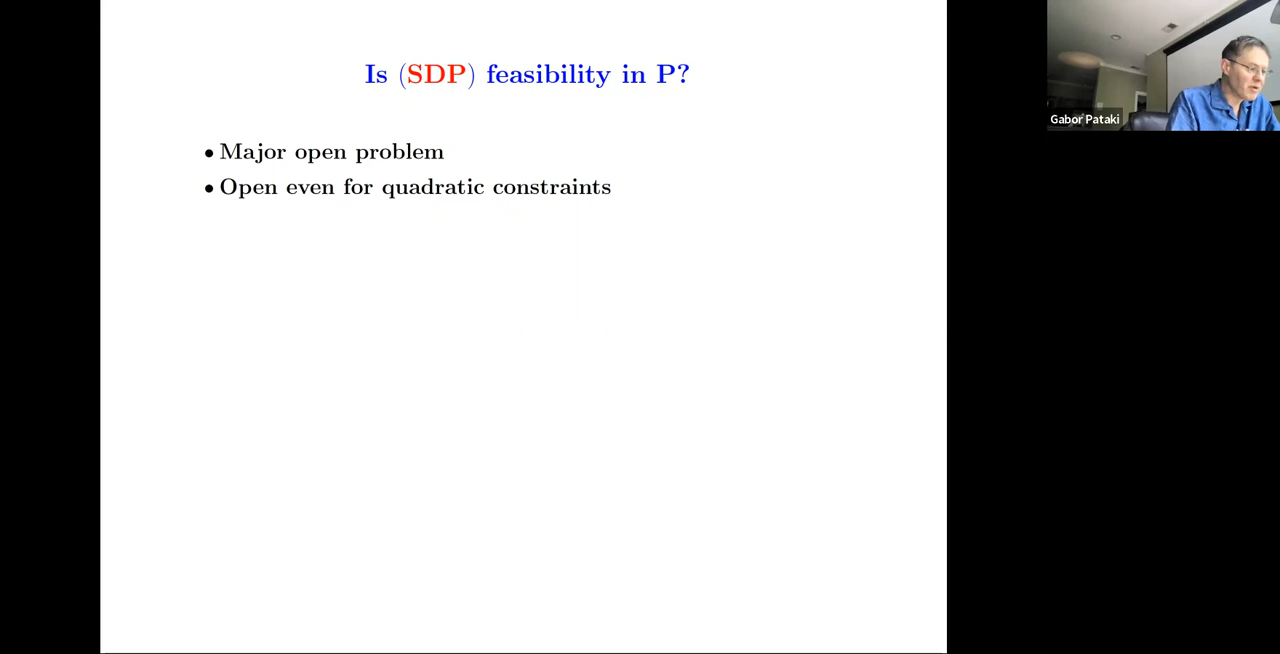 Is (SDP) feasibility in P?
• Major open problem
• Open even for quadratic constraints
Gabor Pataki